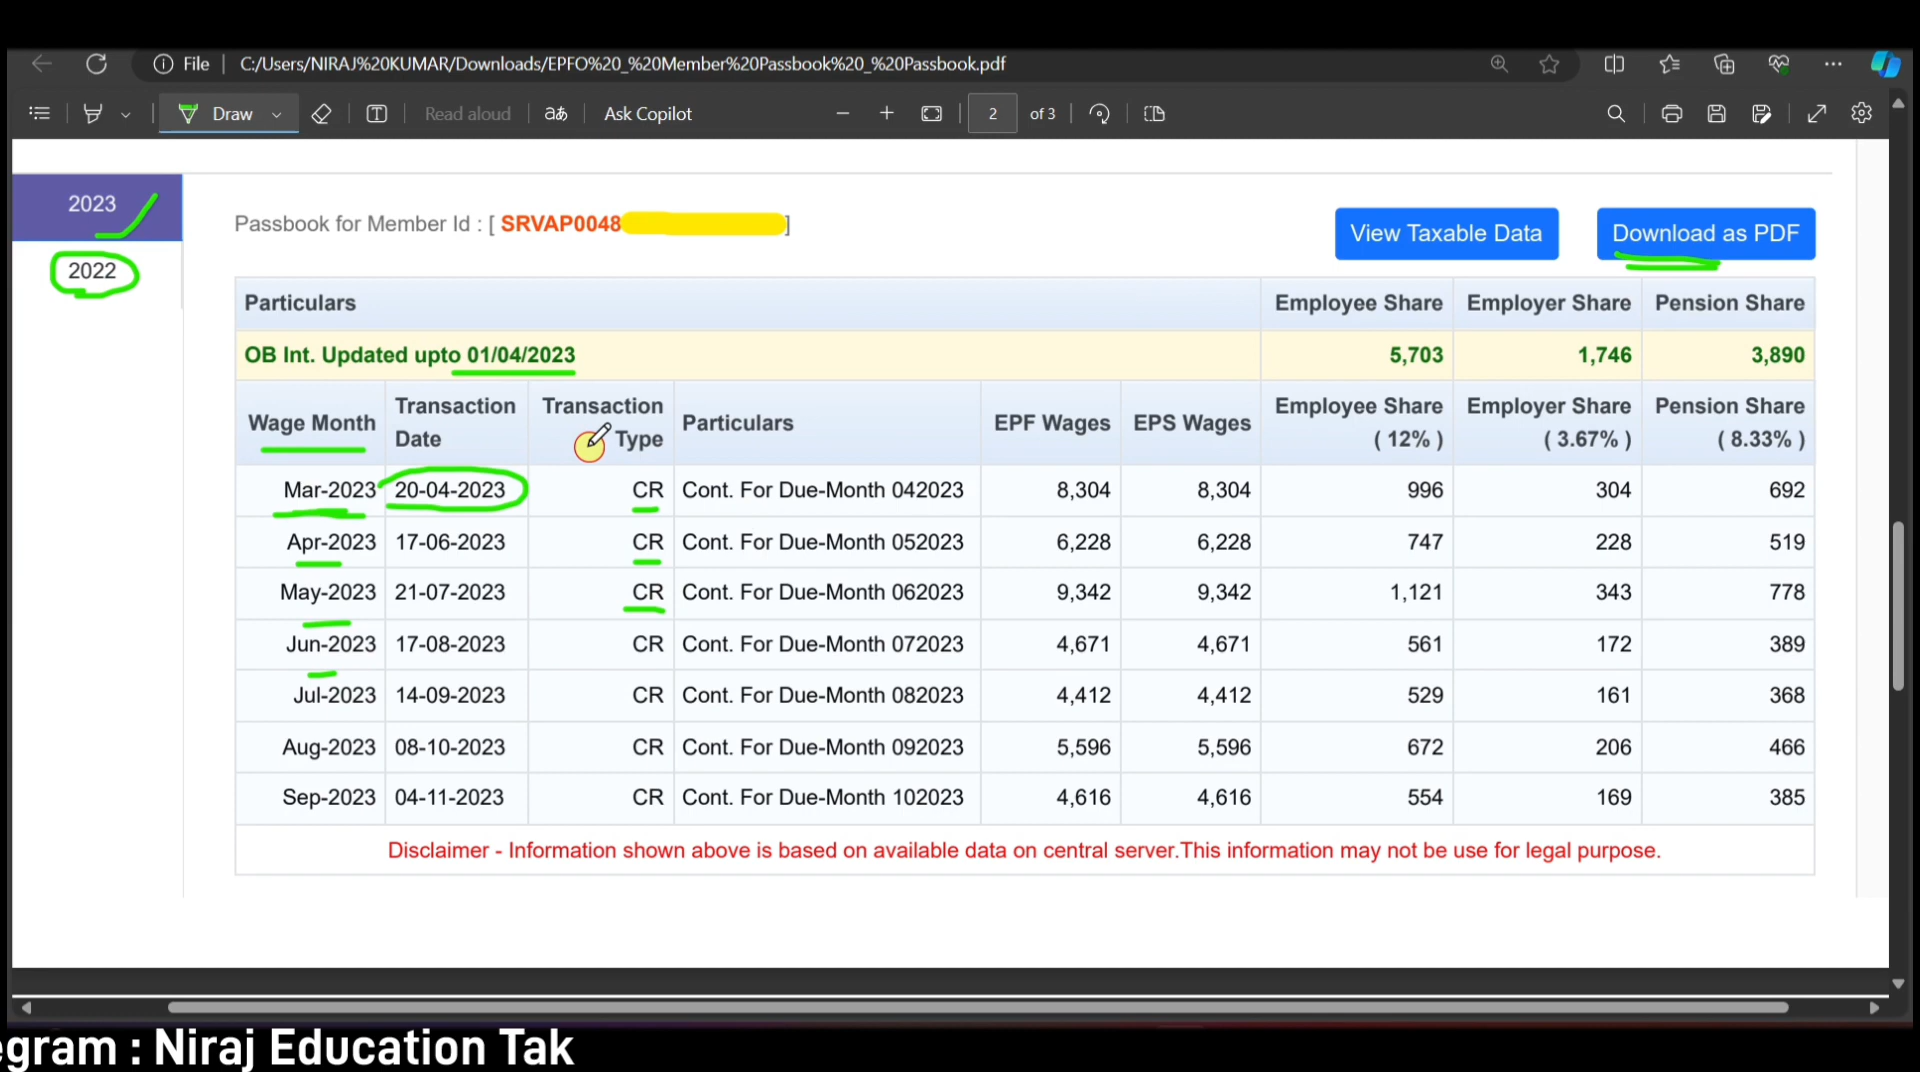 File C:/Users/NIRAJ%20KUMAR/Downloads/EPFO%20_%20Member%20Passbook%20_%20Passbook.pdf
Draw Read aloud aあ Ask Copilot 2 of 3
2023
2022
Passbook for Member Id : [ SRVAP0048 ]
View Taxable Data
Download as PDF
Particulars Employee Share Employer Share Pension Share
OB Int. Updated upto 01/04/2023 5,703 1,746 3,890
Wage Month Transaction Date Transaction Type Particulars EPF Wages EPS Wages Employee Share ( 12% ) Employer Share ( 3.67% ) Pension Share ( 8.33% )
Mar-2023 20-04-2023 CR Cont. For Due-Month 042023 8,304 8,304 996 304 692
Apr-2023 17-06-2023 CR Cont. For Due-Month 052023 6,228 6,228 747 228 519
May-2023 21-07-2023 CR Cont. For Due-Month 062023 9,342 9,342 1,121 343 778
Jun-2023 17-08-2023 CR Cont. For Due-Month 072023 4,671 4,671 561 172 389
Jul-2023 14-09-2023 CR Cont. For Due-Month 082023 4,412 4,412 529 161 368
Aug-2023 08-10-2023 CR Cont. For Due-Month 092023 5,596 5,596 672 206 466
Sep-2023 04-11-2023 CR Cont. For Due-Month 102023 4,616 4,616 554 169 385
Disclaimer - Information shown above is based on available data on central server.This information may not be use for legal purpose.
egram : Niraj Education Tak